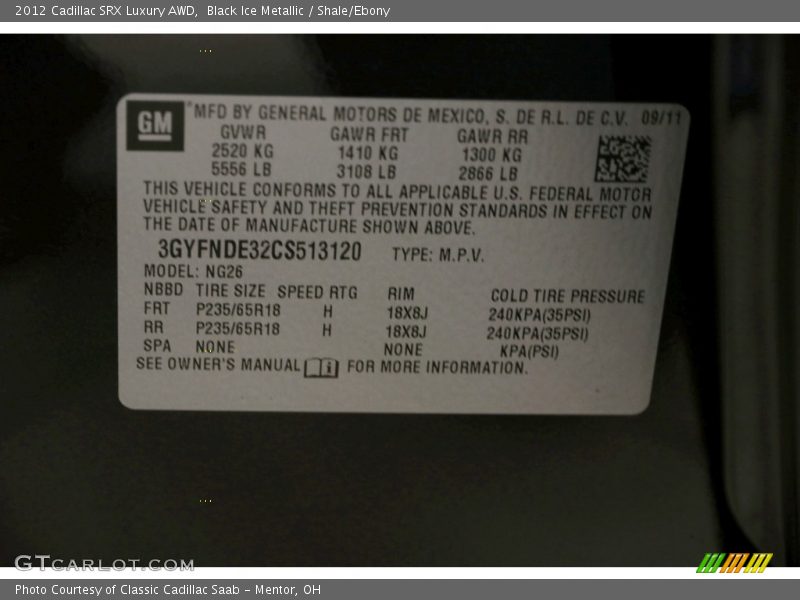 2012 Cadillac SRX Luxury AWD,  Black Ice Metallic / Shale/Ebony
GM
MFD BY GENERAL MOTORS DE MEXICO, S. DE R.L. DE C.V. 09/11
GVWR GAWR FRT GAWR RR
2520 KG 1410 KG 1300 KG
5556 LB 3108 LB 2866 LB
THIS VEHICLE CONFORMS TO ALL APPLICABLE U.S. FEDERAL MOTOR
VEHICLE SAFETY AND THEFT PREVENTION STANDARDS IN EFFECT ON
THE DATE OF MANUFACTURE SHOWN ABOVE.
3GYFNDE32CS513120 TYPE: M.P.V.
MODEL: NG26
NBBD TIRE SIZE SPEED RTG RIM COLD TIRE PRESSURE
FRT P235/65R18 H 18X8J 240KPA(35PSI)
RR P235/65R18 H 18X8J 240KPA(35PSI)
SPA NONE NONE KPA(PSI)
SEE OWNER'S MANUAL i FOR MORE INFORMATION.
GTCARLOT.COM
Photo Courtesy of Classic Cadillac Saab - Mentor, OH